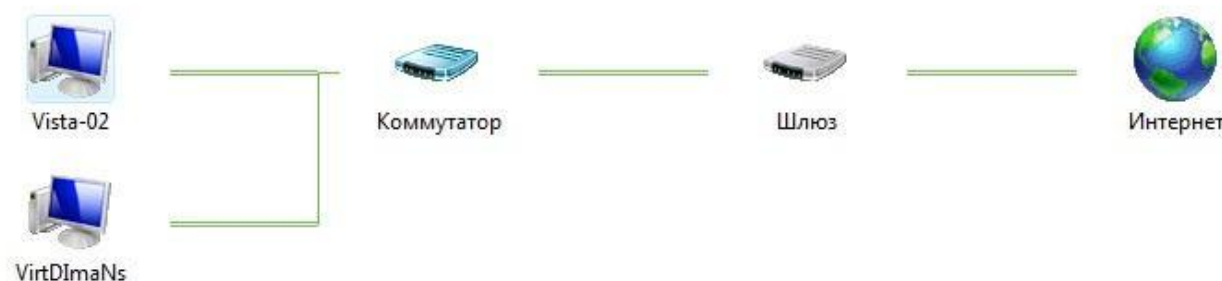 Vista-02
Коммутатор
Шлюз
Интернет
VirtDImaNs